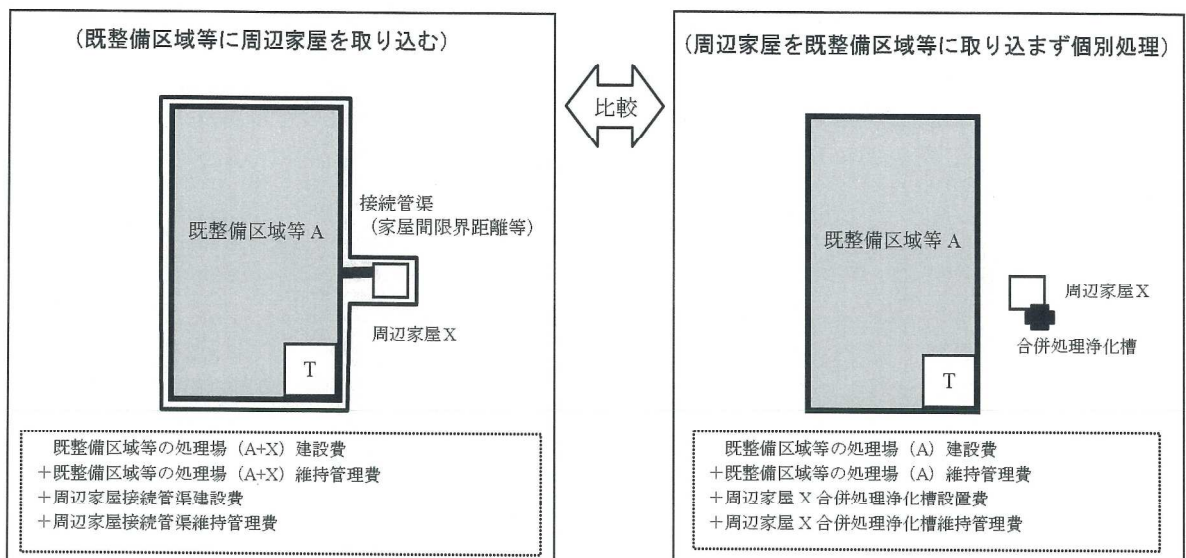 (既整備区域等に周辺家屋を取り込む)
既整備区域等 A
接続管渠
(家屋間限界距離等)
周辺家屋X
T
既整備区域等の処理場 (A+X) 建設費
+既整備区域等の処理場 (A+X) 維持管理費
+周辺家屋接続管渠建設費
+周辺家屋接続管渠維持管理費
比較
(周辺家屋を既整備区域等に取り込まず個別処理)
既整備区域等 A
周辺家屋X
合併処理浄化槽
T
既整備区域等の処理場 (A) 建設費
+既整備区域等の処理場 (A) 維持管理費
+周辺家屋 X 合併処理浄化槽設置費
+周辺家屋 X 合併処理浄化槽維持管理費